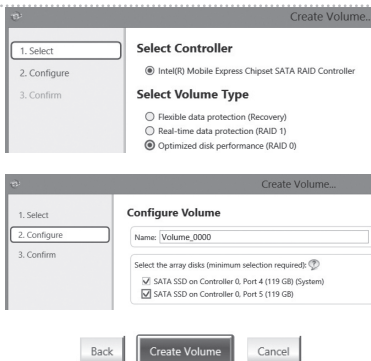 Create Volume...
1. Select
2. Configure
3. Confirm
Select Controller
Intel(R) Mobile Express Chipset SATA RAID Controller
Select Volume Type
Flexible data protection (Recovery)
Real-time data protection (RAID 1)
Optimized disk performance (RAID 0)
Create Volume...
1. Select
2. Configure
3. Confirm
Configure Volume
Name: Volume_0000
Select the array disks (minimum selection required): ?
SATA SSD on Controller 0, Port 4 (119 GB) (System)
SATA SSD on Controller 0, Port 5 (119 GB)
Back
Create Volume
Cancel